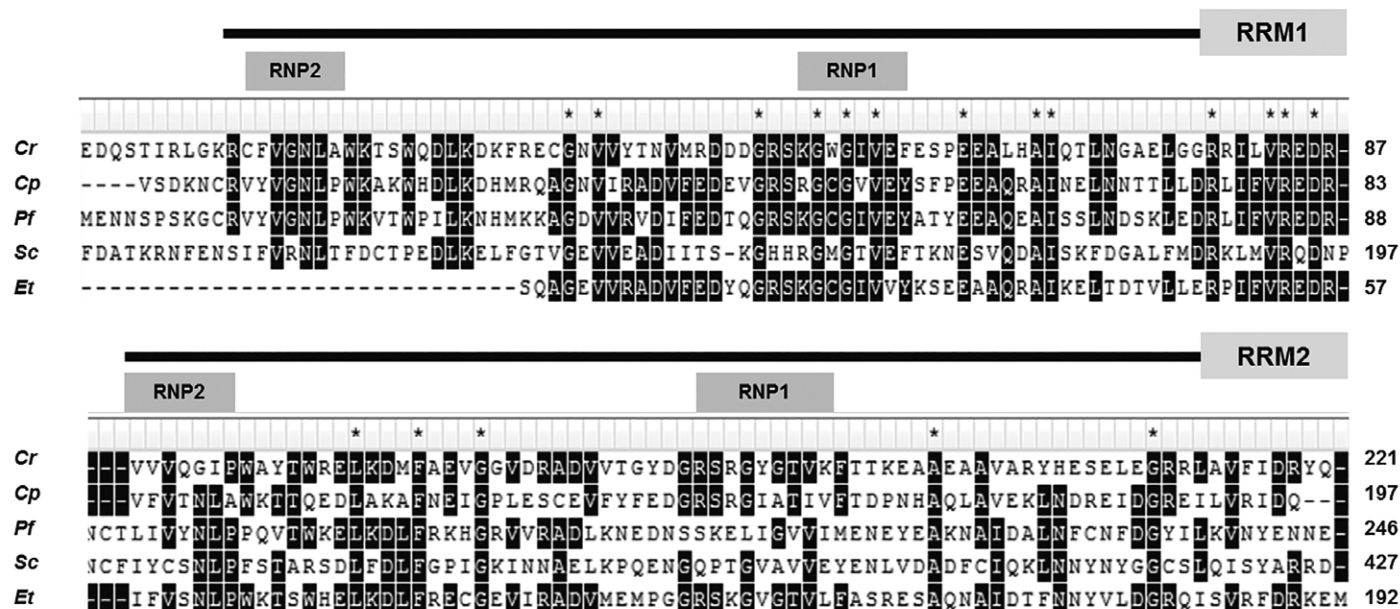 RRM1
RNP2 RNP1
* * * * * * * * * * * * *
Cr EDQSTIRLGKRCFVGNLAWKTSWQDLKDKFRECGNVVYTNVMRDDDGRSKGWGIVEFESPEEALHAIQTLNGAELGGRRILVREDR- 87
Cp ----VSDKNCRVYVGNLPWKAKWHDLKDHMRQAGNVIRADVFEDEVGRSRGCGVVEYSFPEEAQRAINELNNTTLLDRLIFVREDR- 83
Pf MENNSPSKGCRVYVGNLPWKVTWPILKNHMKKAGDVVRVDIFEDTQGRSKGCGIVEYATYEEAQEAISSLNDSKLEDRLIFVREDR- 88
Sc FDATKRNFENSIFVRNLTFDCTPEDLKELFGTVGEVVEADIITS-KGHHRGMGTVEFTKNESVQDAISKFDGALFMDRKLMVRQDNP 197
Et ------------------------------SQAGEVVRADVFEDYQGRSKGCGIVVYKSEEAAQRAIKELTDTVLLERPIFVREDR- 57
RRM2
RNP2 RNP1
* * * * *
Cr ---VVVQGIPWAYTWRELKDMFAEVGGVDRADVVTGYDGRSRGYGTVKFTTKEAAEAAVARYHESELEGRRLAVFIDRYQ- 221
Cp ---VFVTNLAWKTTQEDLAKAFNEIGPLESCEVFYFEDGRSRGIATIVFTDPNHAQLAVEKLNDREIDGREILVRIDQ--- 197
Pf NCTLIVYNLPPQVTWKELKDLFRKHGRVVRADLKNEDNSSKELIGVVIMENEYEAKNAIDALNFCNFDGYILKVNYENNE- 246
Sc NCFIYCSNLPFSTARSDLFDLFGPIGKINNAELKPQENGQPTGVAVVEYENLVDADFCIQKLNNYNYGGCSLQISYARRD- 427
Et ---IFVSNLPWKTSWHELKDLFRECGEVIRADVMEMPGGRSKGVGTVLFASRESAQNAIDTFNNYVLDGRQISVRFDRKEM 192